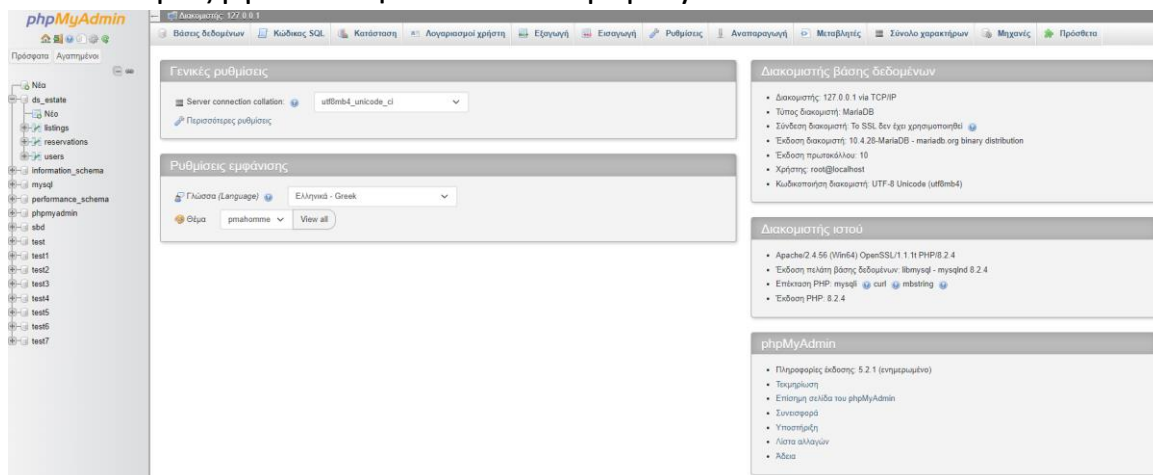 phpMyAdmin
Πρόσφατα Αγαπημένοι
Νέα
ds_estate
Νέο
listings
reservations
users
information_schema
mysql
performance_schema
phpmyadmin
sbd
test
test1
test2
test3
test4
test5
test6
test7
Διακομιστής: 127.0.0.1
Βάσεις δεδομένων Κώδικας SQL Κατάσταση Λογαριασμοί χρήστη Εξαγωγή Εισαγωγή Ρυθμίσεις Αναπαραγωγή Μεταβλητές Σύνολο χαρακτήρων Μηχανές Πρόσθετα
Γενικές ρυθμίσεις
Server connection collation: utf8mb4_unicode_ci
Περισσότερες ρυθμίσεις
Ρυθμίσεις εμφάνισης
Γλώσσα (Language) Ελληνικά - Greek
Θέμα pmahomme View all
Διακομιστής βάσης δεδομένων
Διακομιστής: 127.0.0.1 via TCP/IP
Τύπος διακομιστή: MariaDB
Σύνδεση διακομιστή: Το SSL δεν έχει χρησιμοποιηθεί
Έκδοση διακομιστή: 10.4.28-MariaDB - mariadb.org binary distribution
Έκδοση πρωτοκόλλου: 10
Χρήστης: root@localhost
Κωδικοποίηση διακομιστή: UTF-8 Unicode (utf8mb4)
Διακομιστής ιστού
Apache/2.4.56 (Win64) OpenSSL/1.1.1t PHP/8.2.4
Έκδοση πελάτη βάσης δεδομένων: libmysql - mysqlnd 8.2.4
Επέκταση PHP: mysqli curl mbstring
Έκδοση PHP: 8.2.4
phpMyAdmin
Πληροφορίες έκδοσης: 5.2.1 (ενημερωμένο)
Τεκμηρίωση
Επίσημη σελίδα του phpMyAdmin
Συνεισφορά
Υποστήριξη
Λίστα αλλαγών
Άδεια